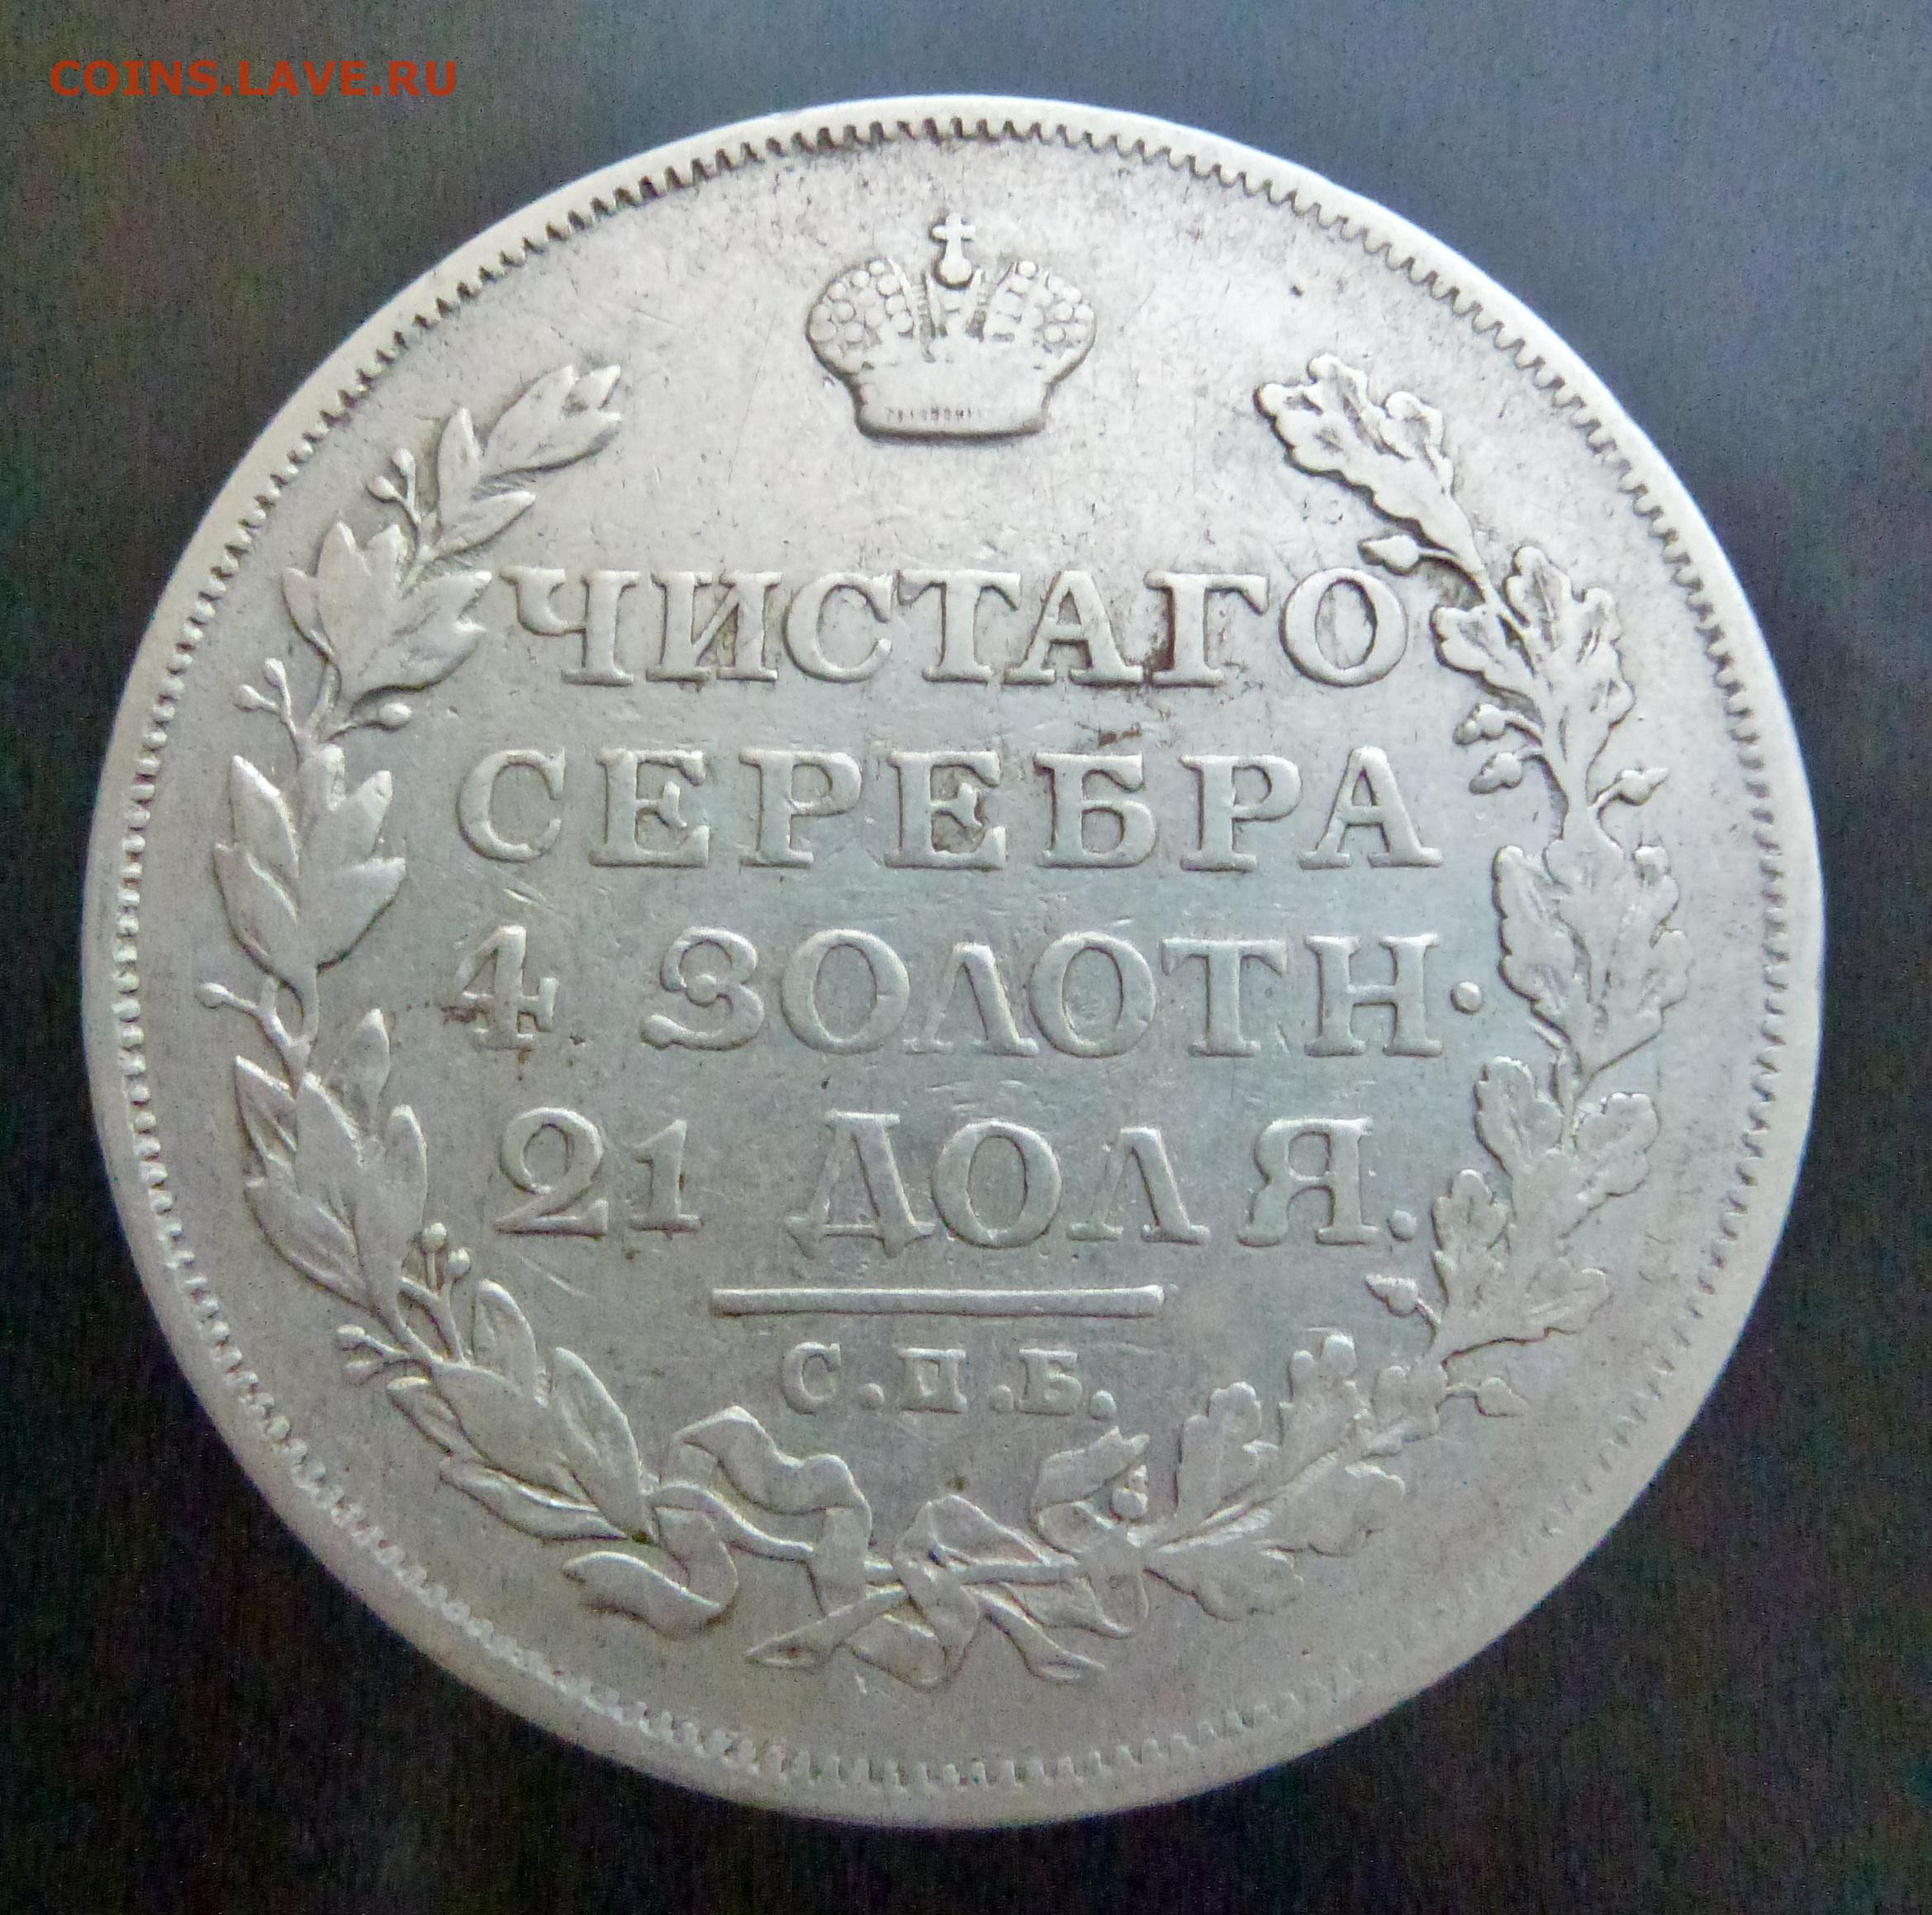 COINS.LAVE.RU
ЧИСТАГО
СЕРЕБРА
4 ЗОЛОТН.
21 ДОЛЯ.
С.П.Б.